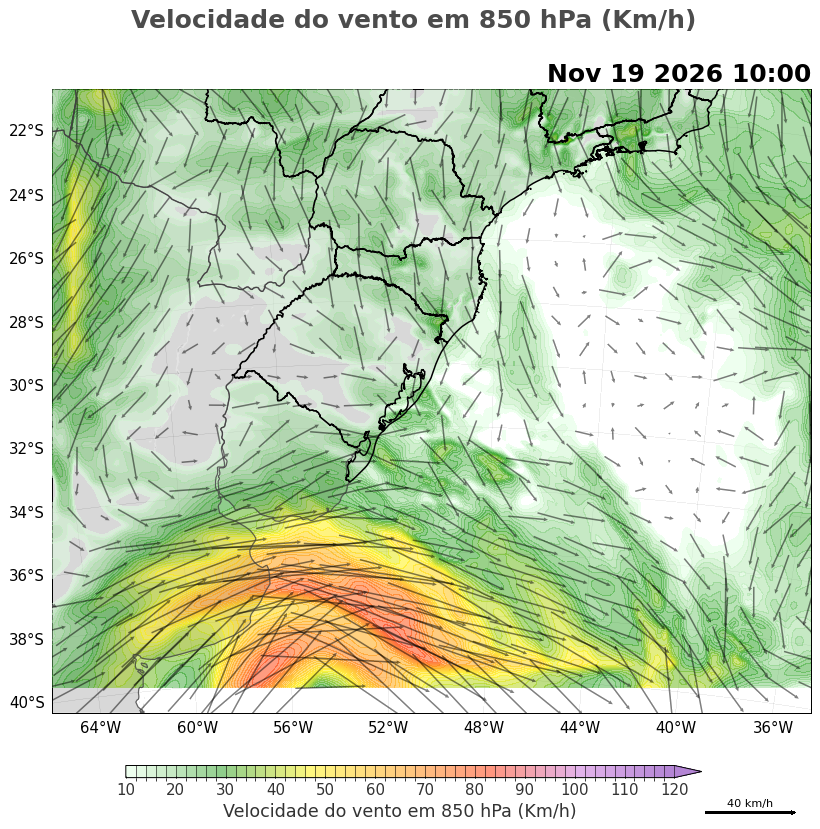 Velocidade do vento em 850 hPa (Km/h)
Nov 19 2026 10:00
22°S
24°S
26°S
28°S
30°S
32°S
34°S
36°S
38°S
40°S
64°W 60°W 56°W 52°W 48°W 44°W 40°W 36°W
10 20 30 40 50 60 70 80 90 100 110 120
Velocidade do vento em 850 hPa (Km/h)
40 km/h